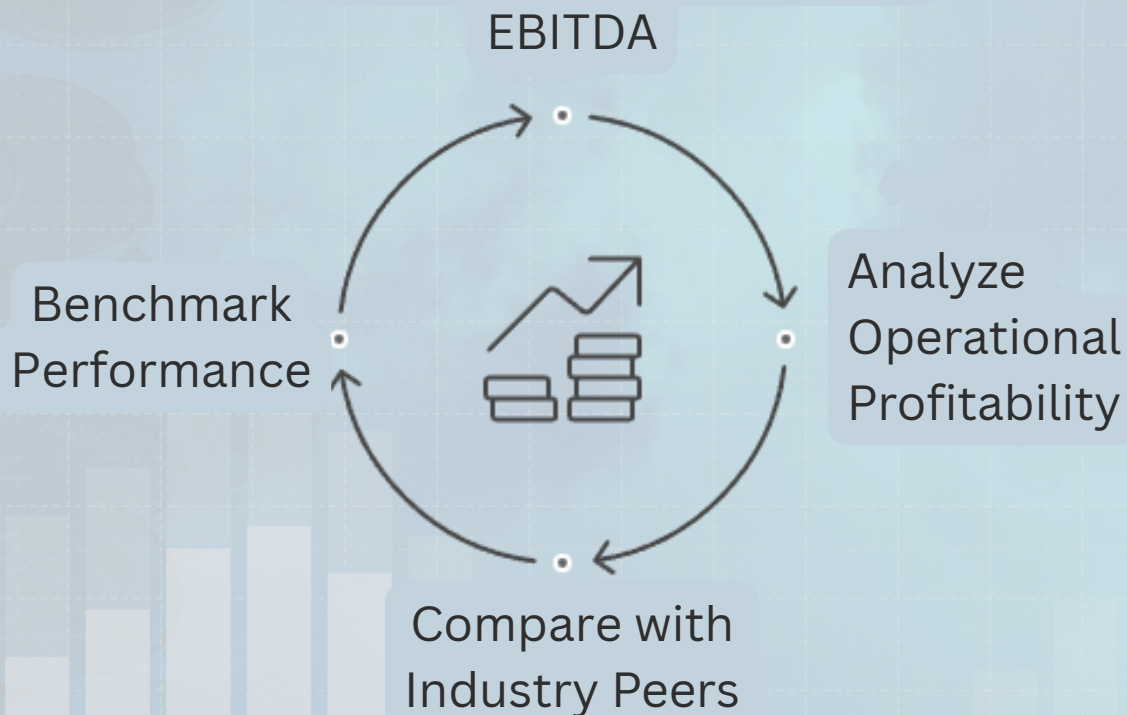 EBITDA
Analyze
Operational
Profitability
Compare with
Industry Peers
Benchmark
Performance